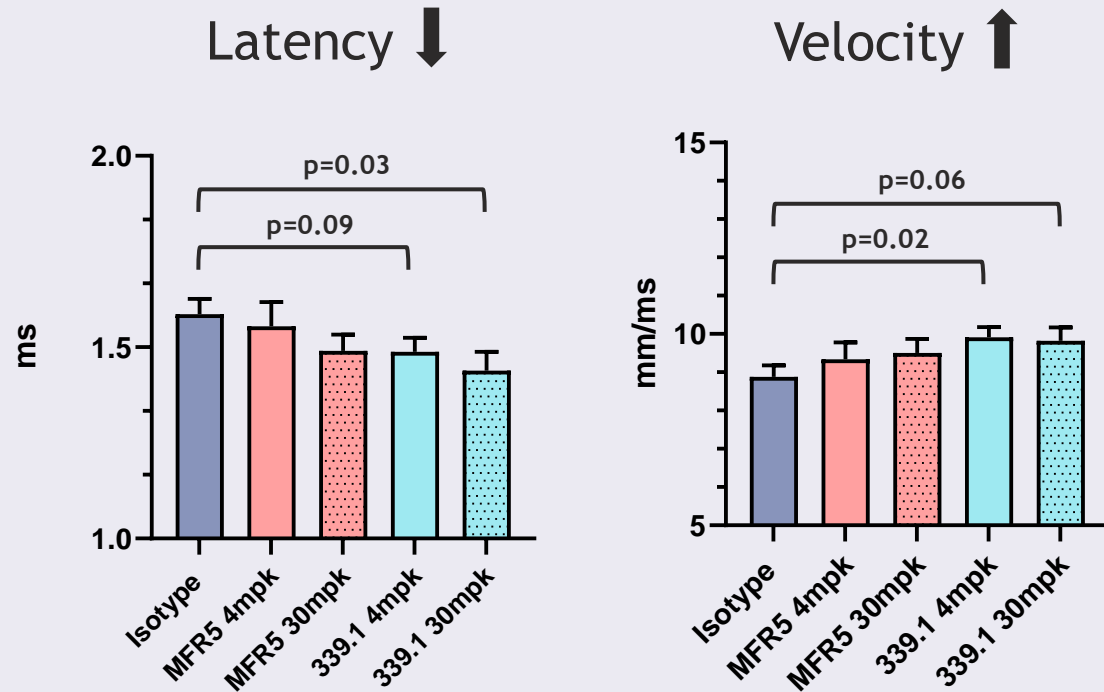 Latency
2.0
p=0.03
p=0.09
1.5
ms
1.0
Isotype
MFR5 4mpk
MFR5 30mpk
339.1 4mpk
339.1 30mpk
Velocity
15
p=0.06
p=0.02
10
mm/ms
5
Isotype
MFR5 4mpk
MFR5 30mpk
339.1 4mpk
339.1 30mpk